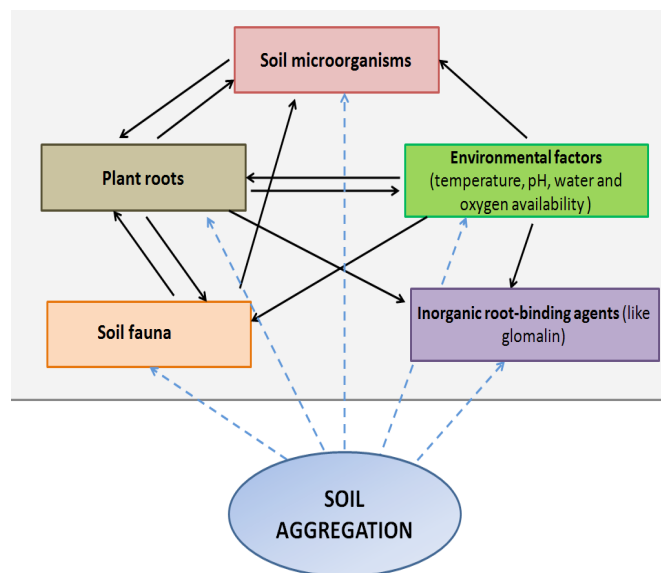 Soil microorganisms
Plant roots
Environmental factors
(temperature, pH, water and
oxygen availability )
Soil fauna
Inorganic root-binding agents (like
glomalin)
SOIL
AGGREGATION